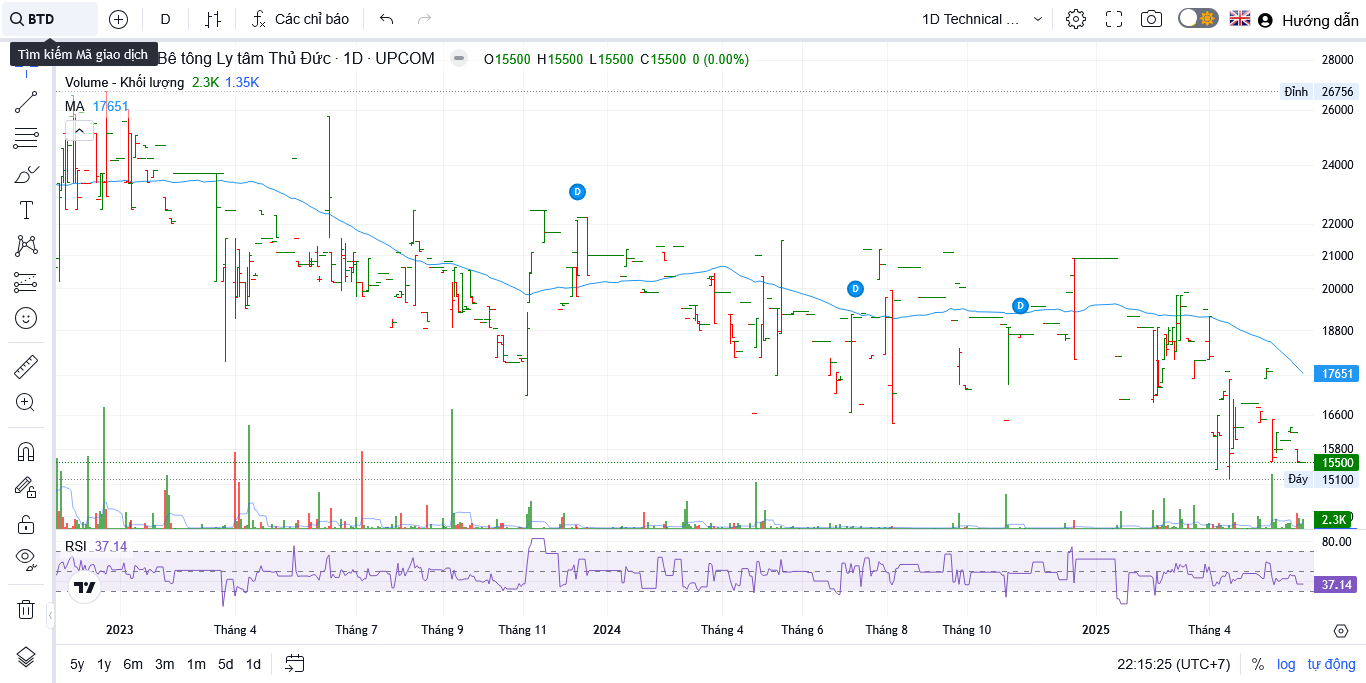 BTD
D
Các chỉ báo
1D Technical ...
Hướng dẫn
Tìm kiếm Mã giao dịch
Bê tông Ly tâm Thủ Đức · 1D · UPCOM
O15500 H15500 L15500 C15500 0 (0.00%)
Volume - Khối lượng 2.3K 1.35K
MA 17651
28000
Đỉnh 26756
26000
24000
22000
21000
20000
18800
17651
16600
15800
15500
Đáy 15100
2.3K
D
D
D
RSI 37.14
80.00
37.14
2023
Tháng 4
Tháng 7
Tháng 9
Tháng 11
2024
Tháng 4
Tháng 6
Tháng 8
Tháng 10
2025
Tháng 4
5y 1y 6m 3m 1m 5d 1d
22:15:25 (UTC+7)
% log tự động